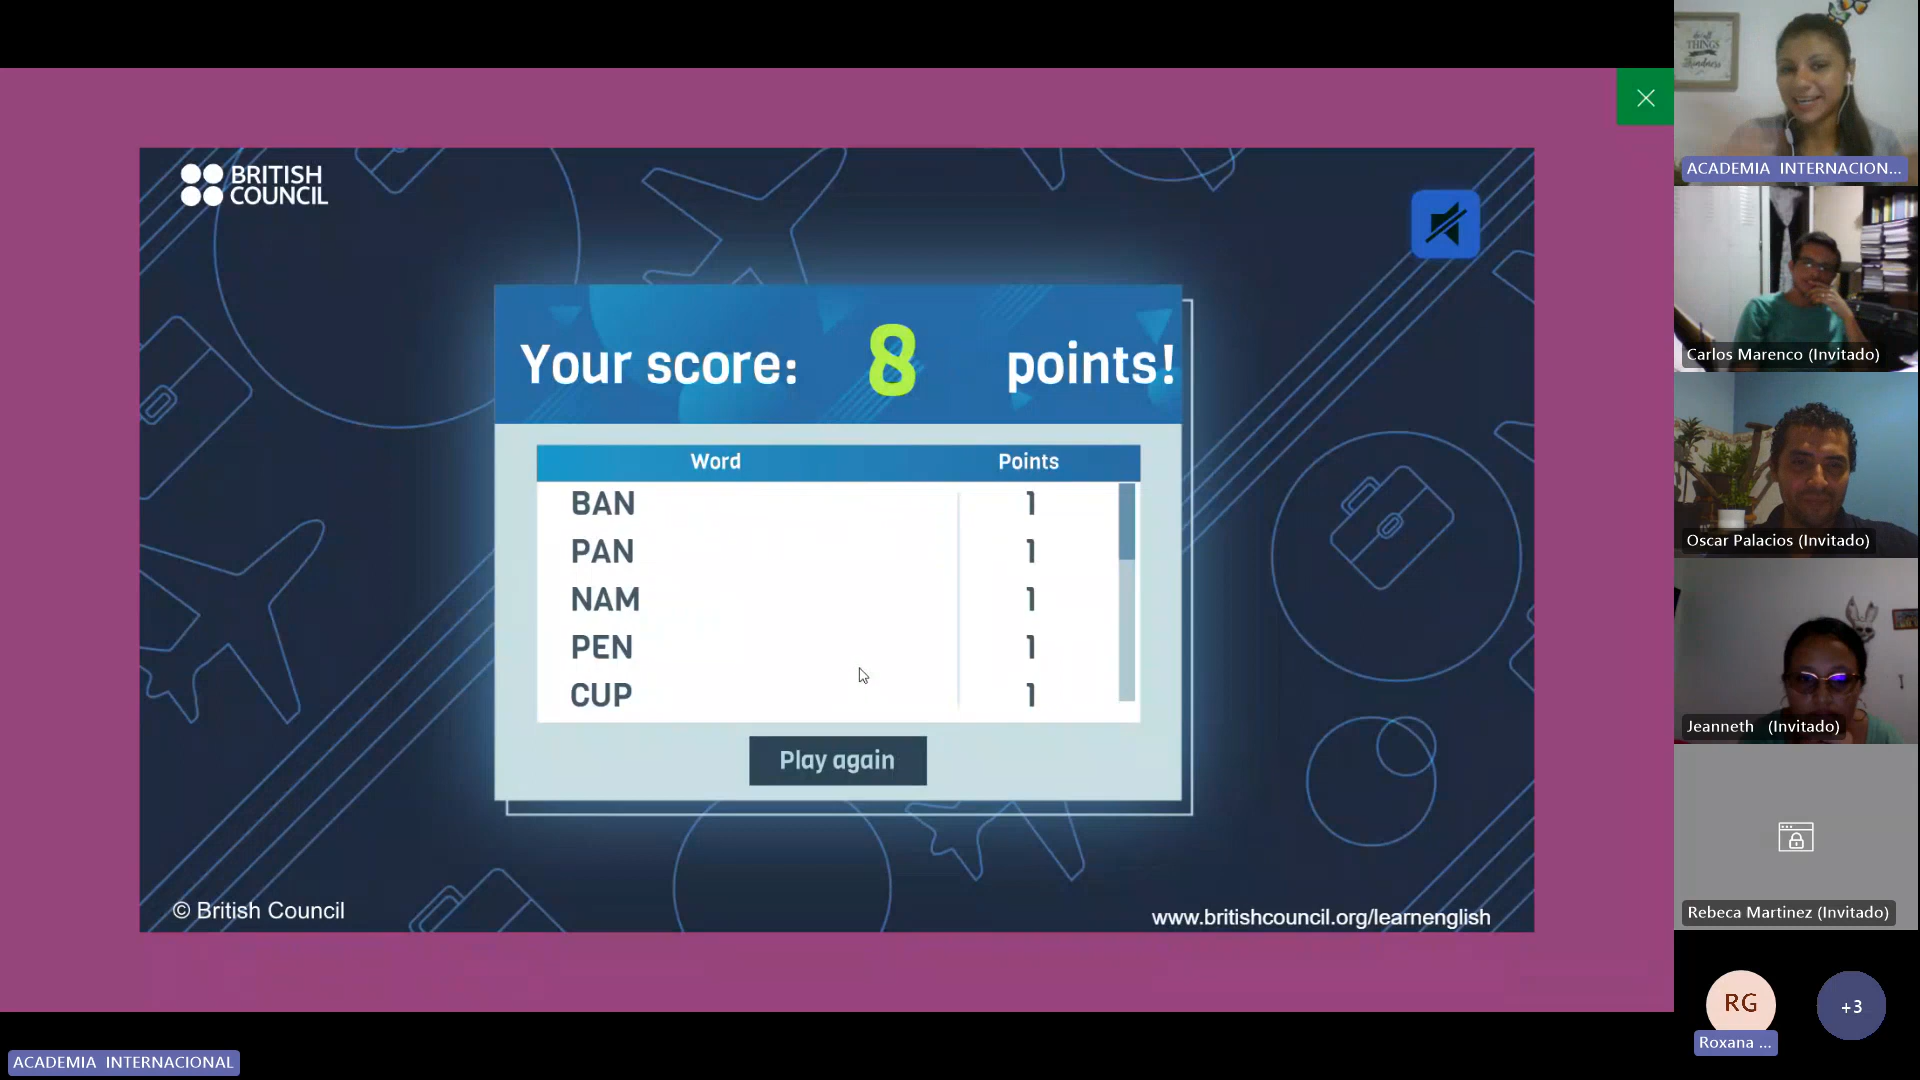 BRITISH
COUNCIL
Your score: 8 points!
Word Points
BAN 1
PAN 1
NAM 1
PEN 1
CUP 1
Play again
© British Council
www.britishcouncil.org/learnenglish
ACADEMIA INTERNACIONAL
THINGS
kindness
ACADEMIA INTERNACION...
Carlos Marenco (Invitado)
Oscar Palacios (Invitado)
Jeanneth (Invitado)
Rebeca Martinez (Invitado)
RG
Roxana ...
+3